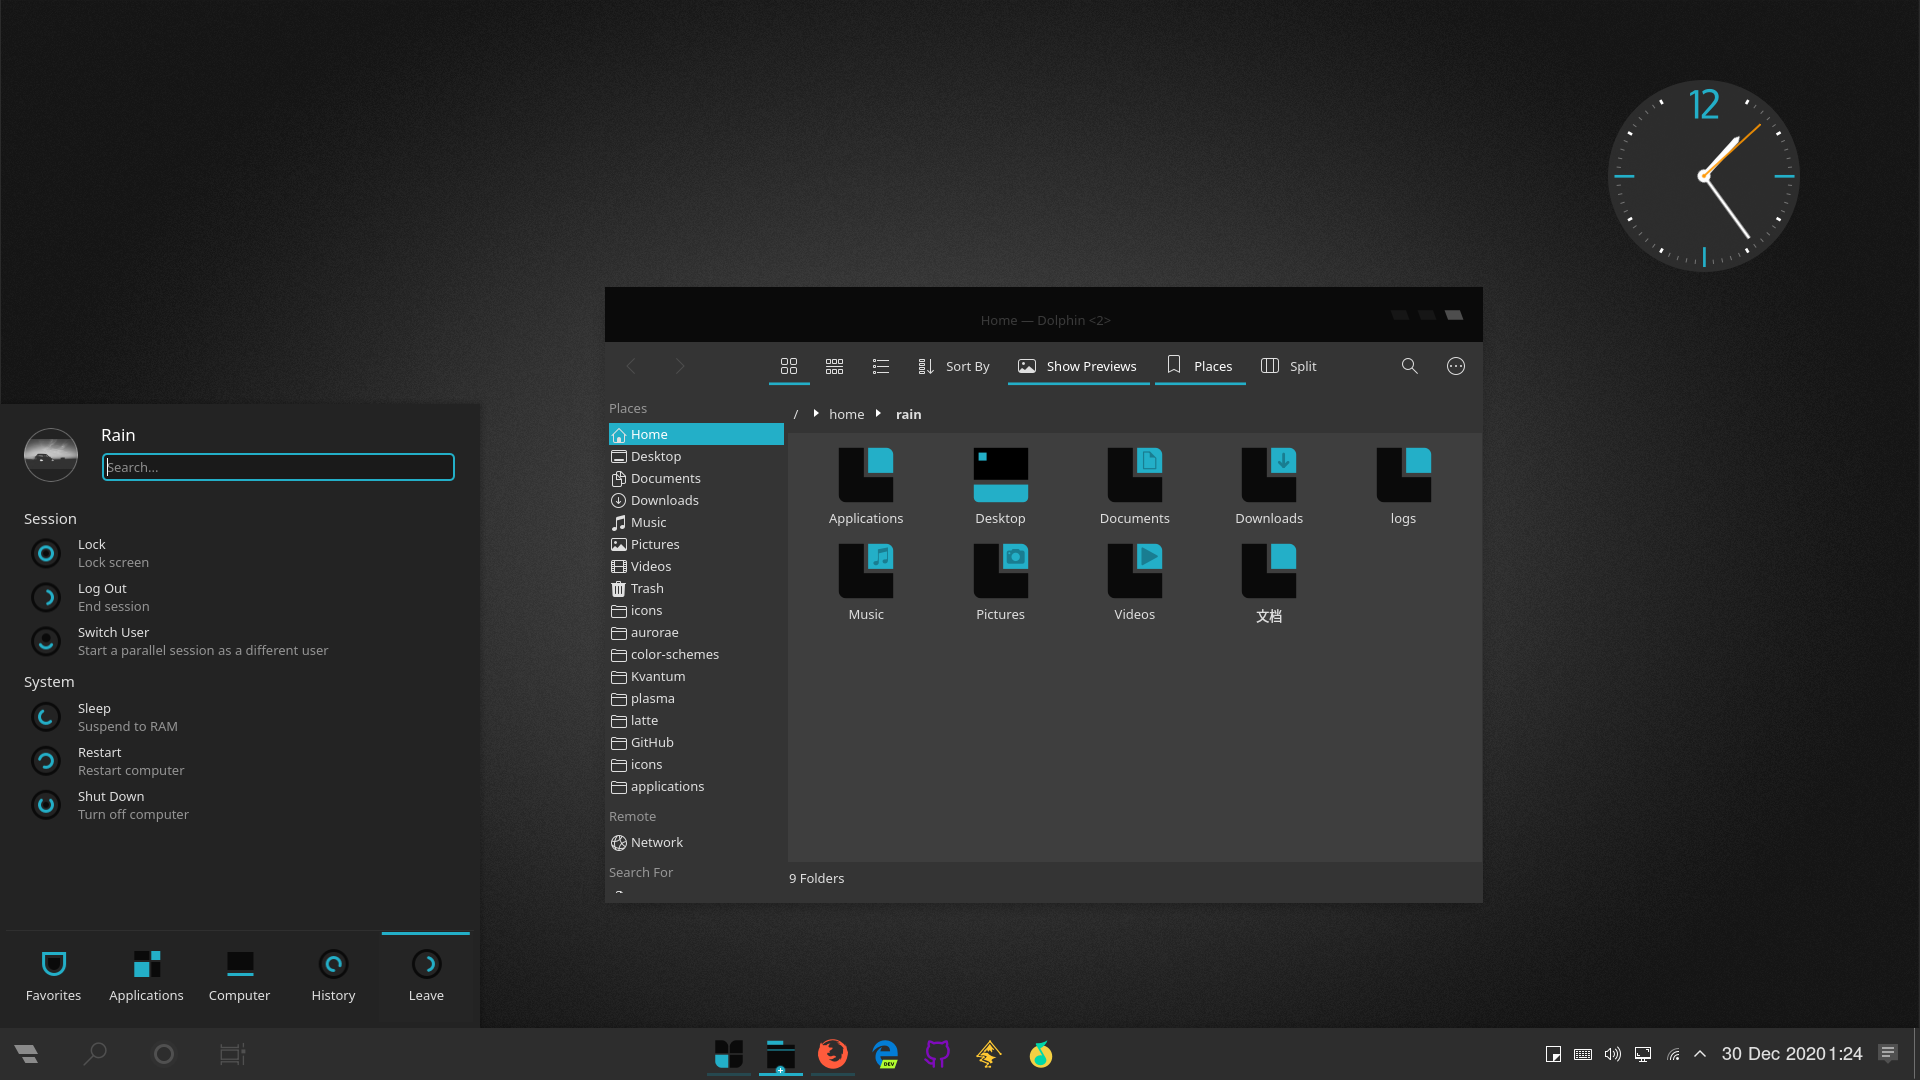 12
Home — Dolphin <2>
Sort By
Show Previews
Places
Split
Places
/ home rain
Home
Desktop
Documents
Downloads
Music
Pictures
Videos
Trash
icons
aurorae
color-schemes
Kvantum
plasma
latte
GitHub
icons
applications
Remote
Network
Search For
Applications
Desktop
Documents
Downloads
logs
Music
Pictures
Videos
文档
9 Folders
Rain
Search...
Session
Lock
Lock screen
Log Out
End session
Switch User
Start a parallel session as a different user
System
Sleep
Suspend to RAM
Restart
Restart computer
Shut Down
Turn off computer
Favorites
Applications
Computer
History
Leave
DEV
30 Dec 2020 1:24